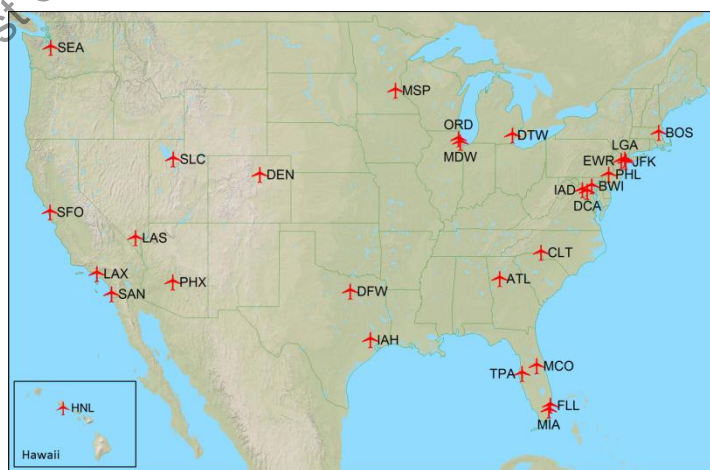 st
SEA
MSP
ORD
MDW
DTW
BOS
LGA
EWR
JFK
PHL
SLC
DEN
IAD
BWI
DCA
SFO
LAS
CLT
LAX
SAN
PHX
DFW
ATL
IAH
MCO
TPA
FLL
MIA
HNL
Hawaii